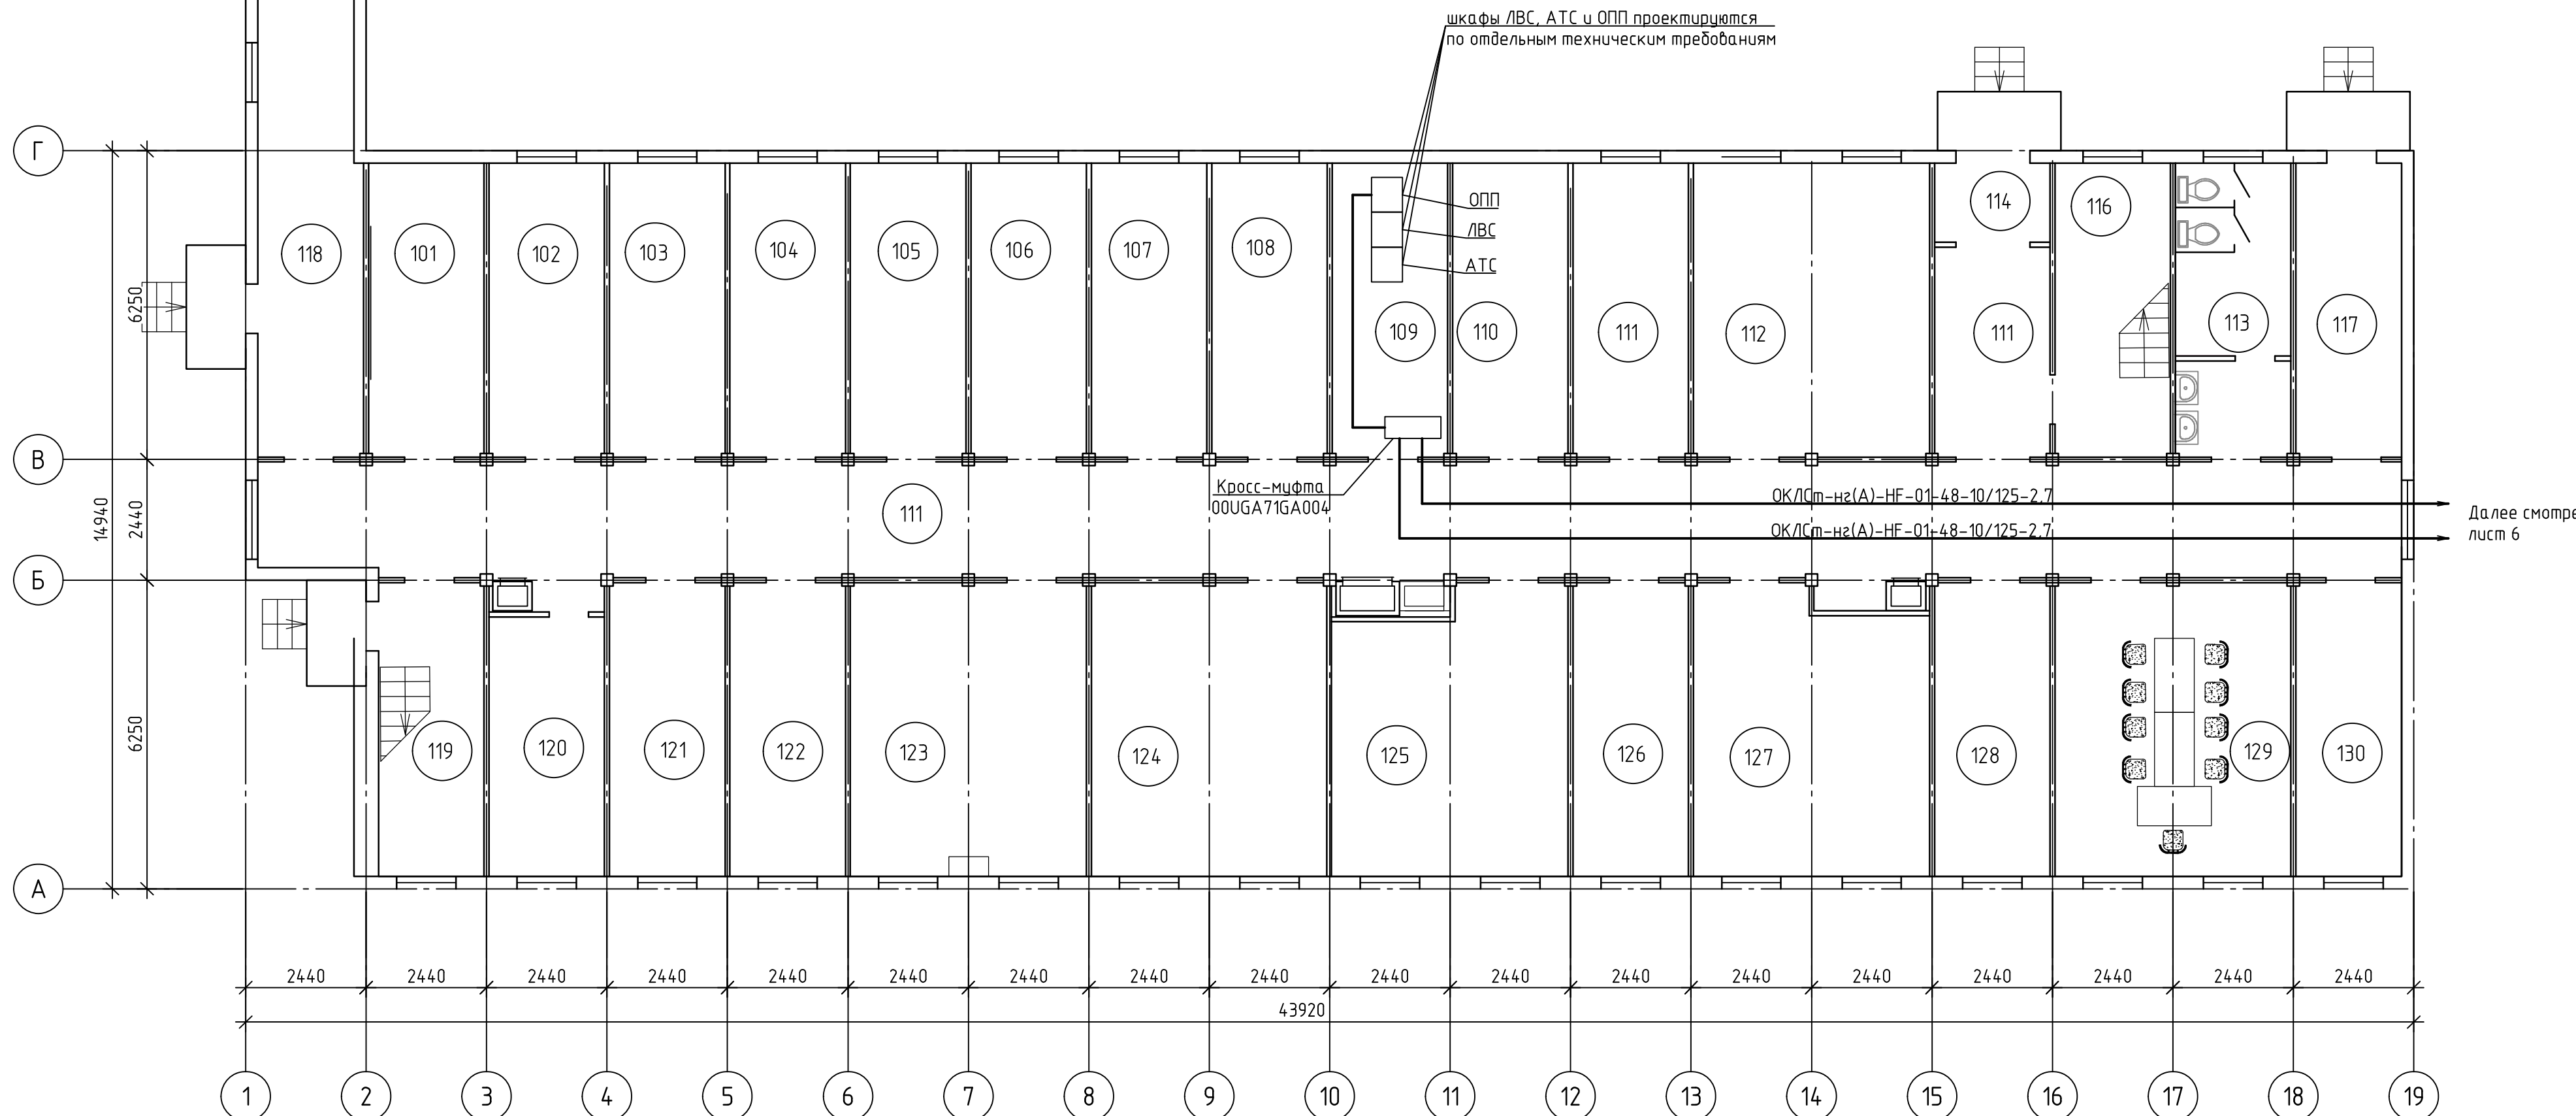 шкафы ЛВС, АТС и ОПП проектируются
по отдельным техническим требованиям
Г
ОПП
ЛВС
АТС
118
101
102
103
104
105
106
107
108
109
110
111
112
114
111
116
113
117
6250
В
Кросс-муфта
00UGA71GA004
111
ОКЛСт-нг(А)-HF-01-48-10/125-2,7
ОКЛСт-нг(А)-HF-01-48-10/125-2,7
Далее смотре
лист 6
14940
2440
Б
6250
119
120
121
122
123
124
125
126
127
128
129
130
А
2440 2440 2440 2440 2440 2440 2440 2440 2440 2440 2440 2440 2440 2440 2440 2440 2440 2440
43920
1 2 3 4 5 6 7 8 9 10 11 12 13 14 15 16 17 18 19